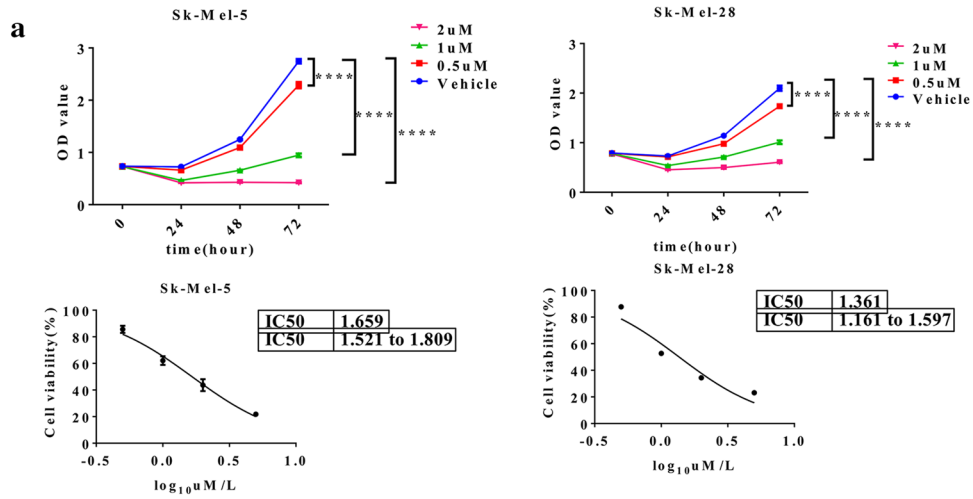 a
Sk-Mel-5
OD value
3
2
1
0
0
24
48
72
time(hour)
2uM
1uM
0.5uM
Vehicle
****
****
****
Sk-Mel-28
OD value
3
2
1
0
0
24
48
72
time(hour)
2uM
1uM
0.5uM
Vehicle
****
****
****
Sk-Mel-5
Cell viability(%)
100
80
60
40
20
0
-0.5
0.0
0.5
1.0
log10uM/L
IC50 1.659
IC50 1.521 to 1.809
Sk-Mel-28
Cell viability(%)
100
80
60
40
20
0
-0.5
0.0
0.5
1.0
log10uM/L
IC50 1.361
IC50 1.161 to 1.597